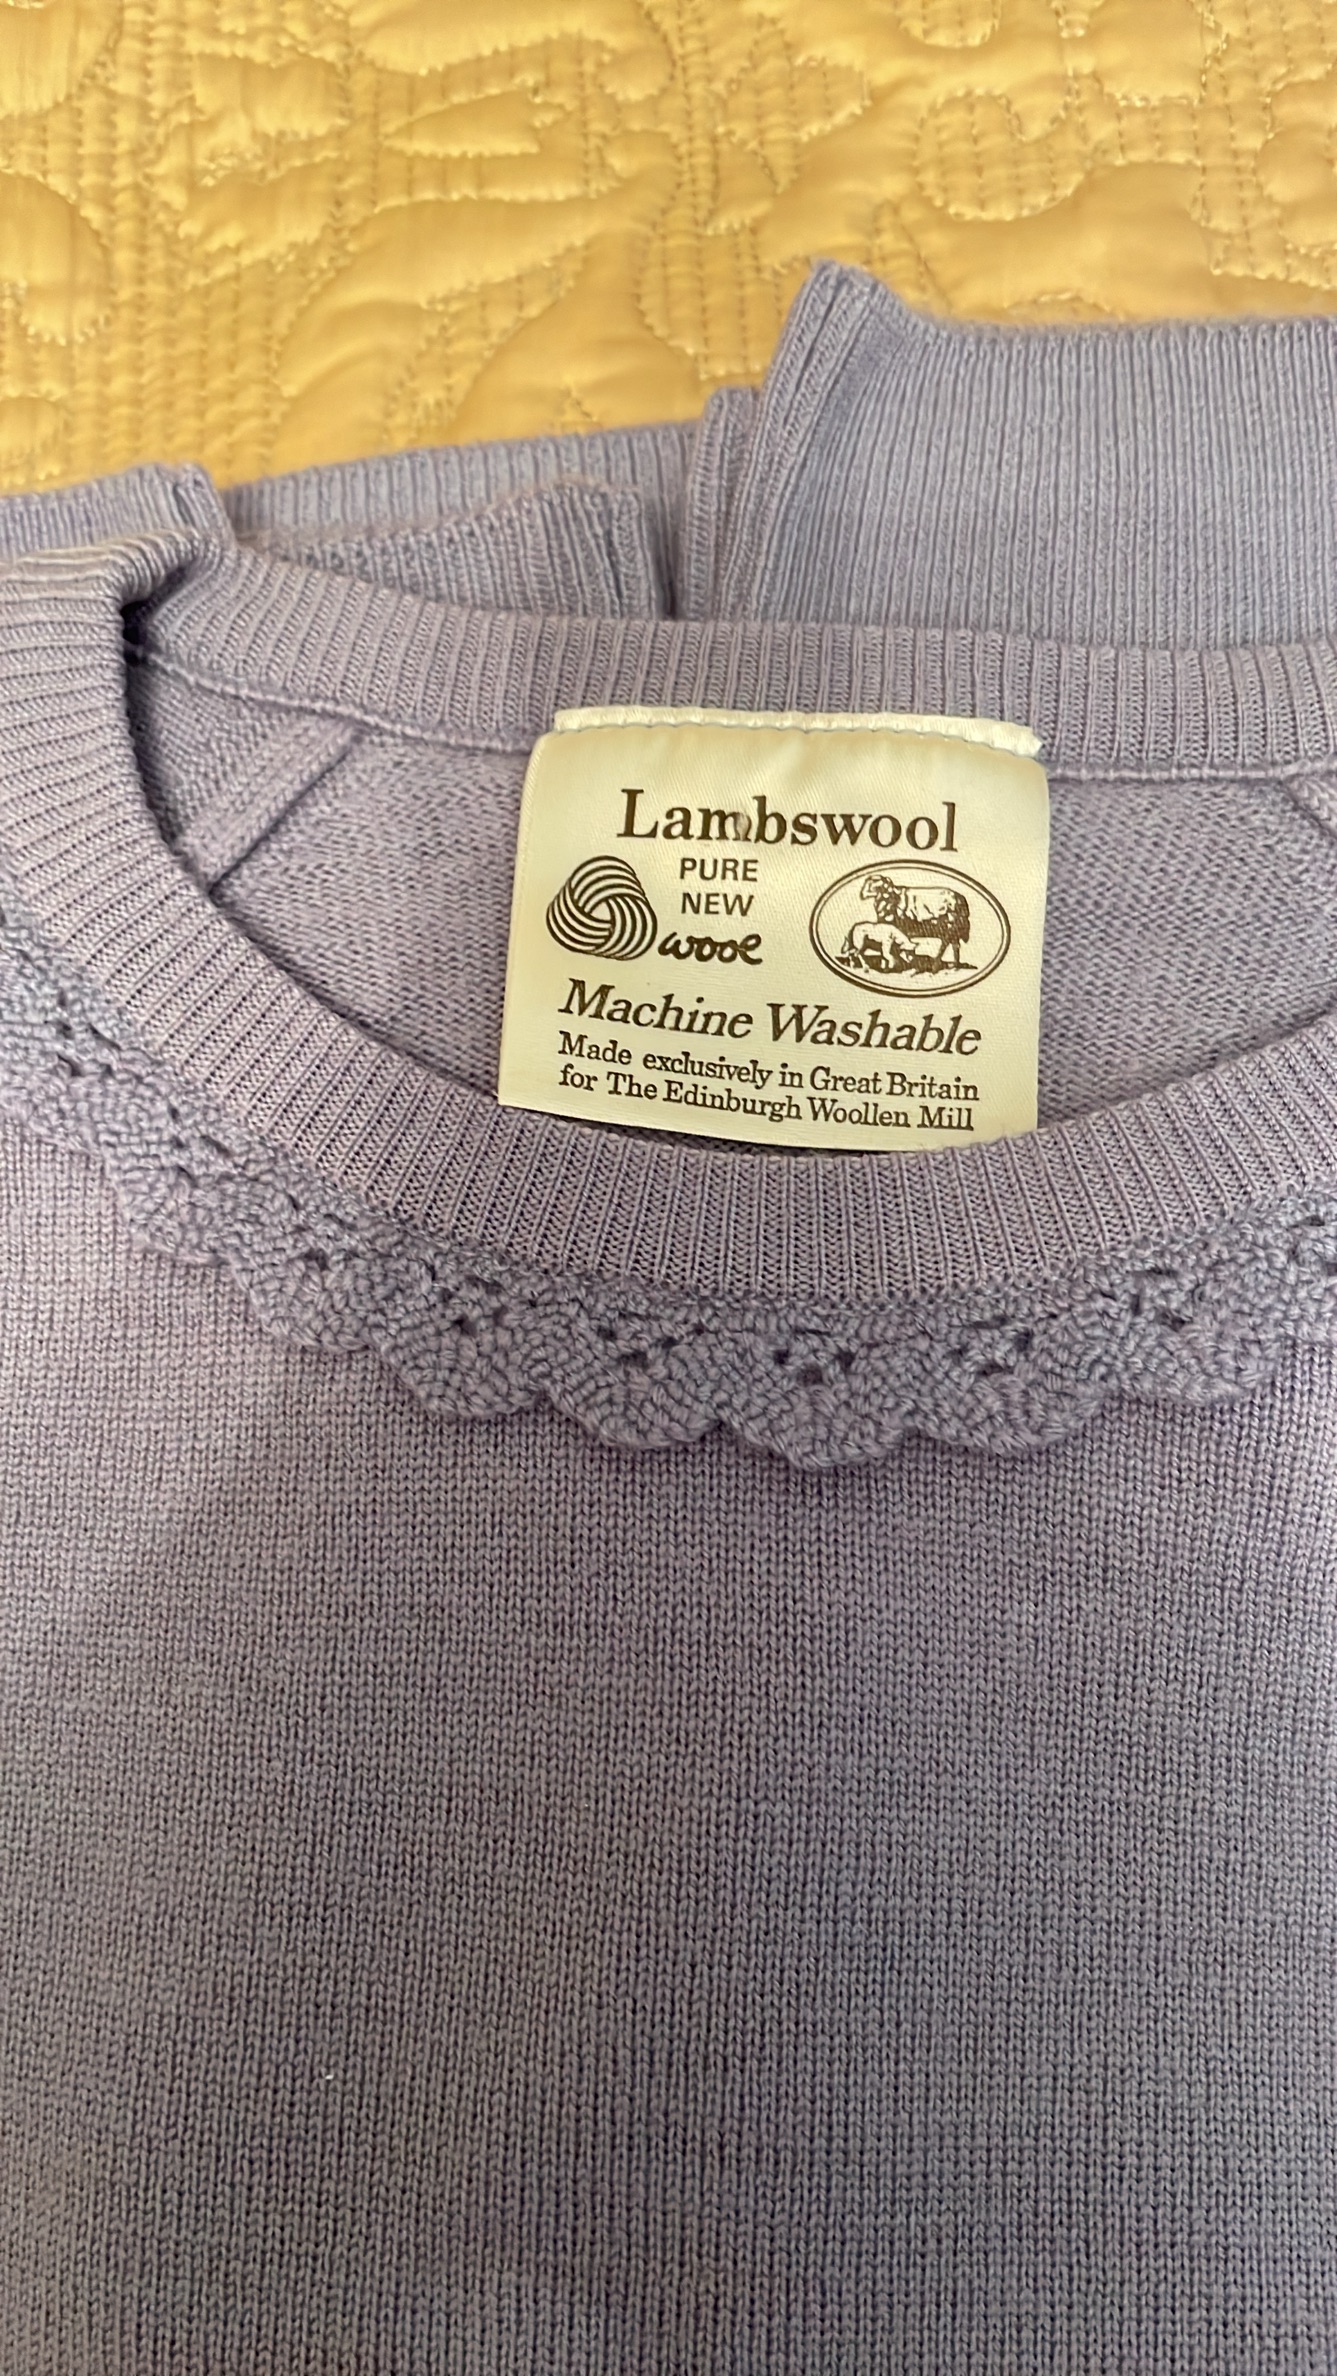 Lambswool
PURE
NEW
wool
Machine Washable
Made exclusively in Great Britain
for The Edinburgh Woollen Mill